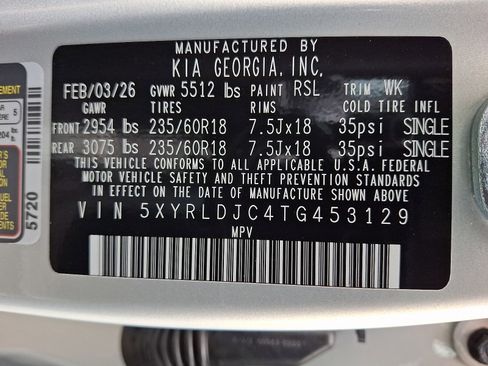 MANUFACTURED BY
KIA GEORGIA, INC.
FEB/03/26 GVWR 5512 lbs PAINT RSL TRIM WK
GAWR TIRES RIMS COLD TIRE INFL
FRONT 2954 lbs 235/60R18 7.5Jx18 35psi SINGLE
REAR 3075 lbs 235/60R18 7.5Jx18 35psi SINGLE
THIS VEHICLE CONFORMS TO ALL APPLICABLE U.S.A. FEDERAL
MOTOR VEHICLE SAFETY AND THEFT PREVENTION STANDARDS
IN EFFECT ON THE DATE OF MANUFACTURE SHOWN ABOVE.
VIN 5XYRLDJC4TG453129
MPV
5720